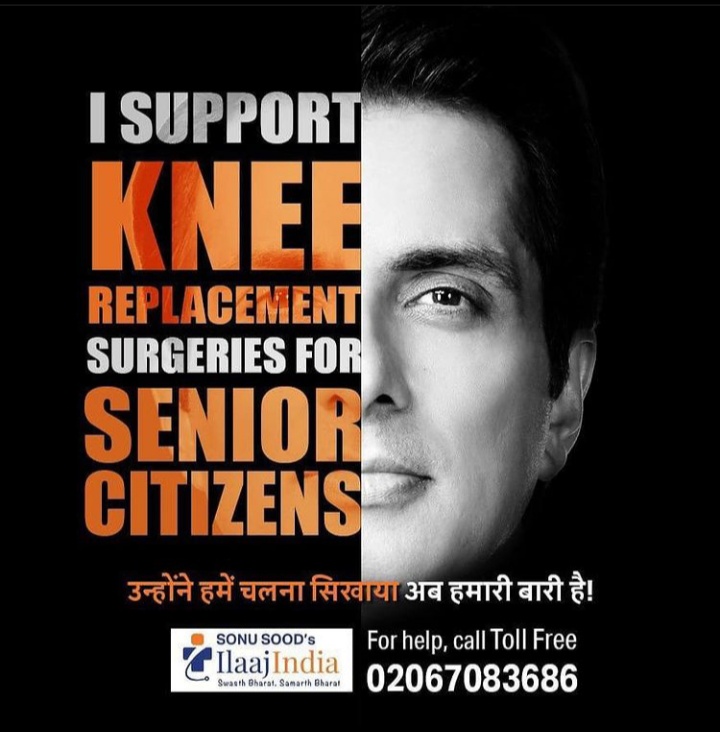 I SUPPORT
KNEE
REPLACEMENT
SURGERIES FOR
SENIOR
CITIZENS
उन्होंने हमें चलना सिखाया अब हमारी बारी है!
SONU SOOD's
IlaajIndia
Swasth Bharat. Samarth Bharat
For help, call Toll Free
02067083686